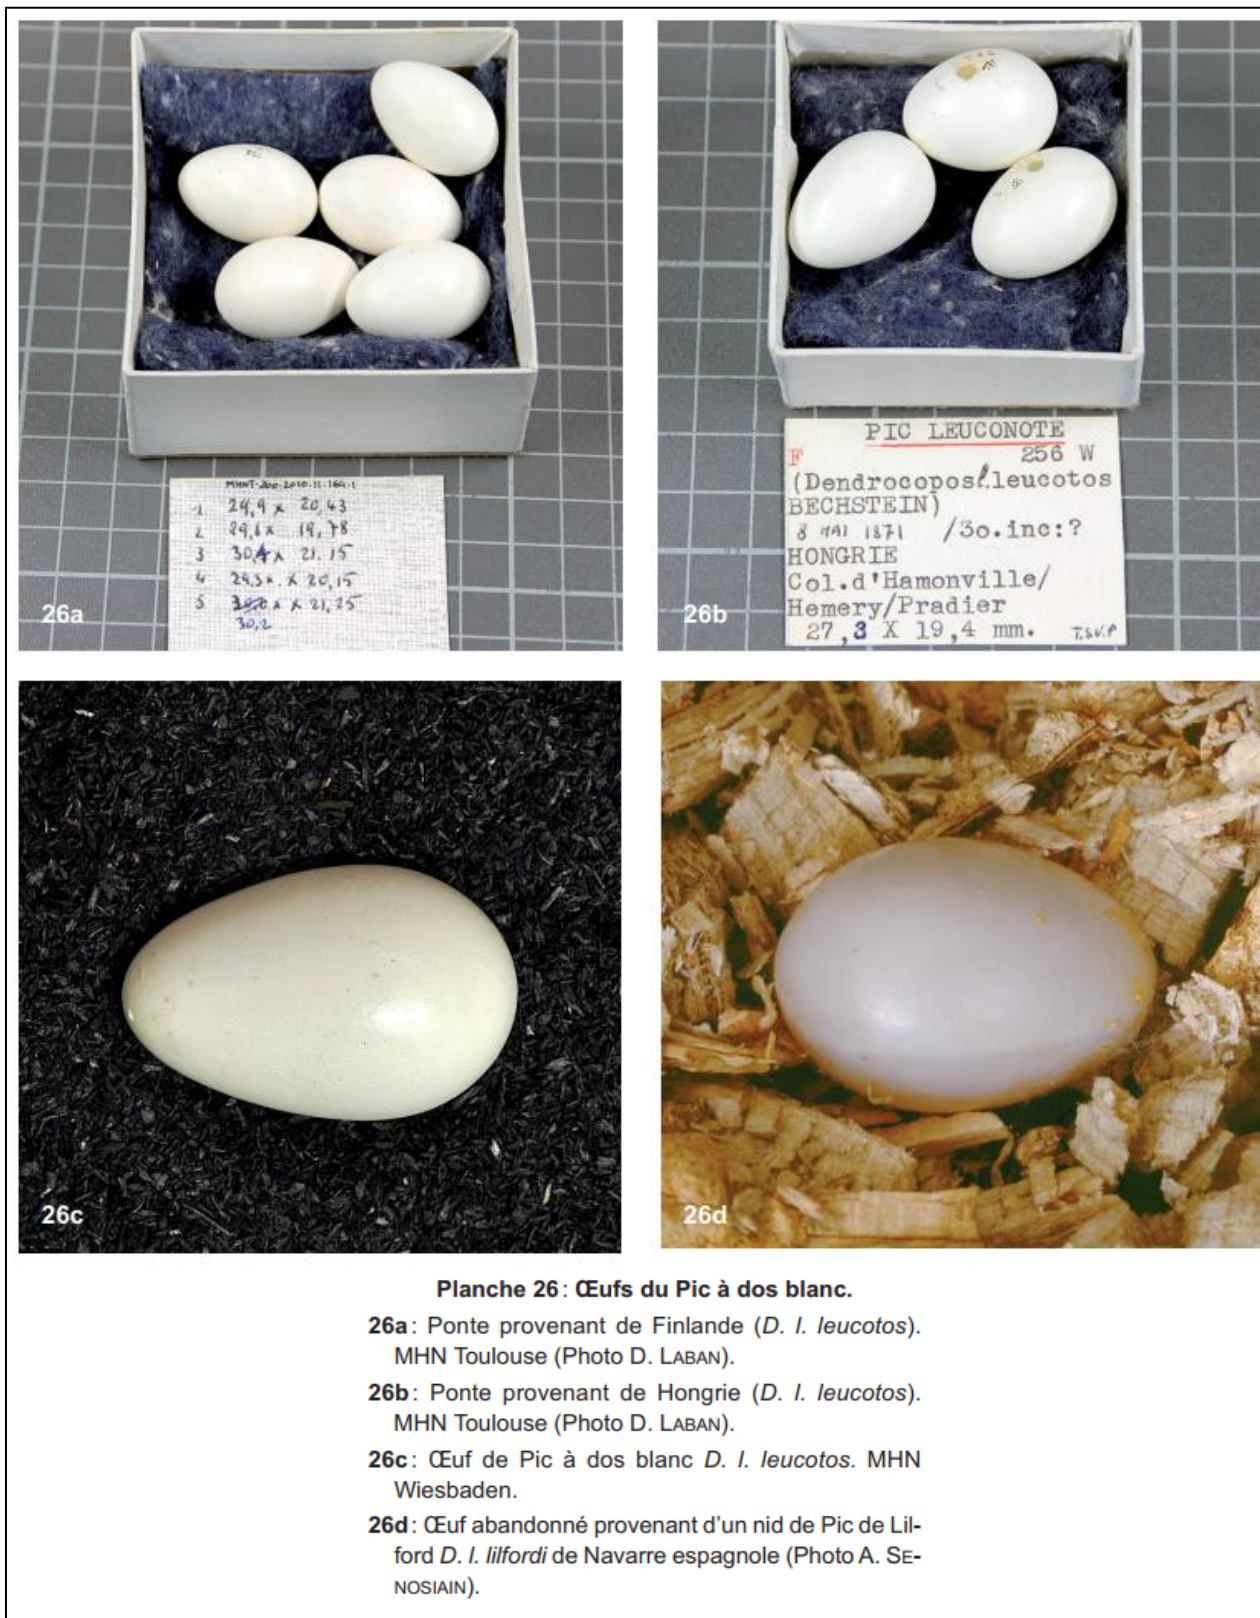 MHNT-ZOO-2010-11-164-1
1 29,9 x 20,43
2 29,6 x 19,78
3 30,4 x 21,15
4 29,3x. x 20,15
5 x 21,25
30,2
26a
PIC LEUCONOTE
F 256 W
(Dendrocopos l. leucotos
BECHSTEIN)
8 MAI 1871 /3o.inc:?
HONGRIE
Col.d'Hamonville/
Hemery/Pradier
27,3 X 19,4 mm. T.S.V.P
26b
26c
26d
Planche 26 : Œufs du Pic à dos blanc.
26a : Ponte provenant de Finlande (D. l. leucotos).
MHN Toulouse (Photo D. LABAN).
26b : Ponte provenant de Hongrie (D. l. leucotos).
MHN Toulouse (Photo D. LABAN).
26c : Œuf de Pic à dos blanc D. l. leucotos. MHN
Wiesbaden.
26d : Œuf abandonné provenant d'un nid de Pic de Lil-
ford D. l. lilfordi de Navarre espagnole (Photo A. SE-
NOSIAIN).